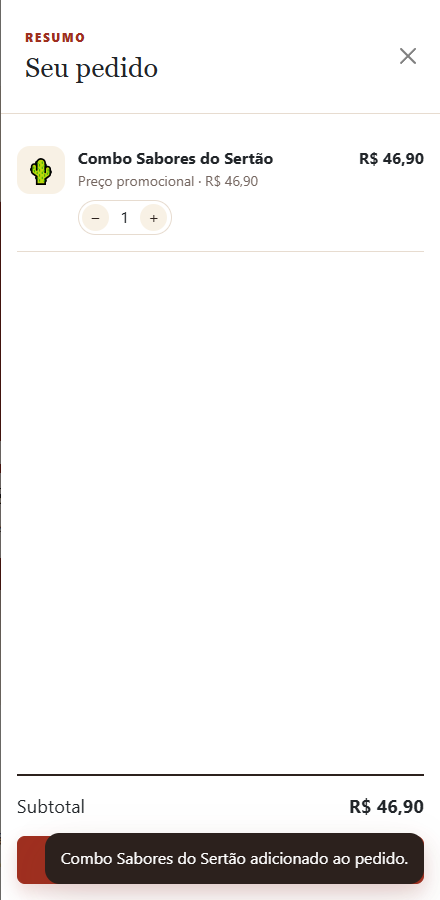 RESUMO
Seu pedido
Combo Sabores do Sertão R$ 46,90
Preço promocional · R$ 46,90
− 1 +
Subtotal R$ 46,90
Combo Sabores do Sertão adicionado ao pedido.